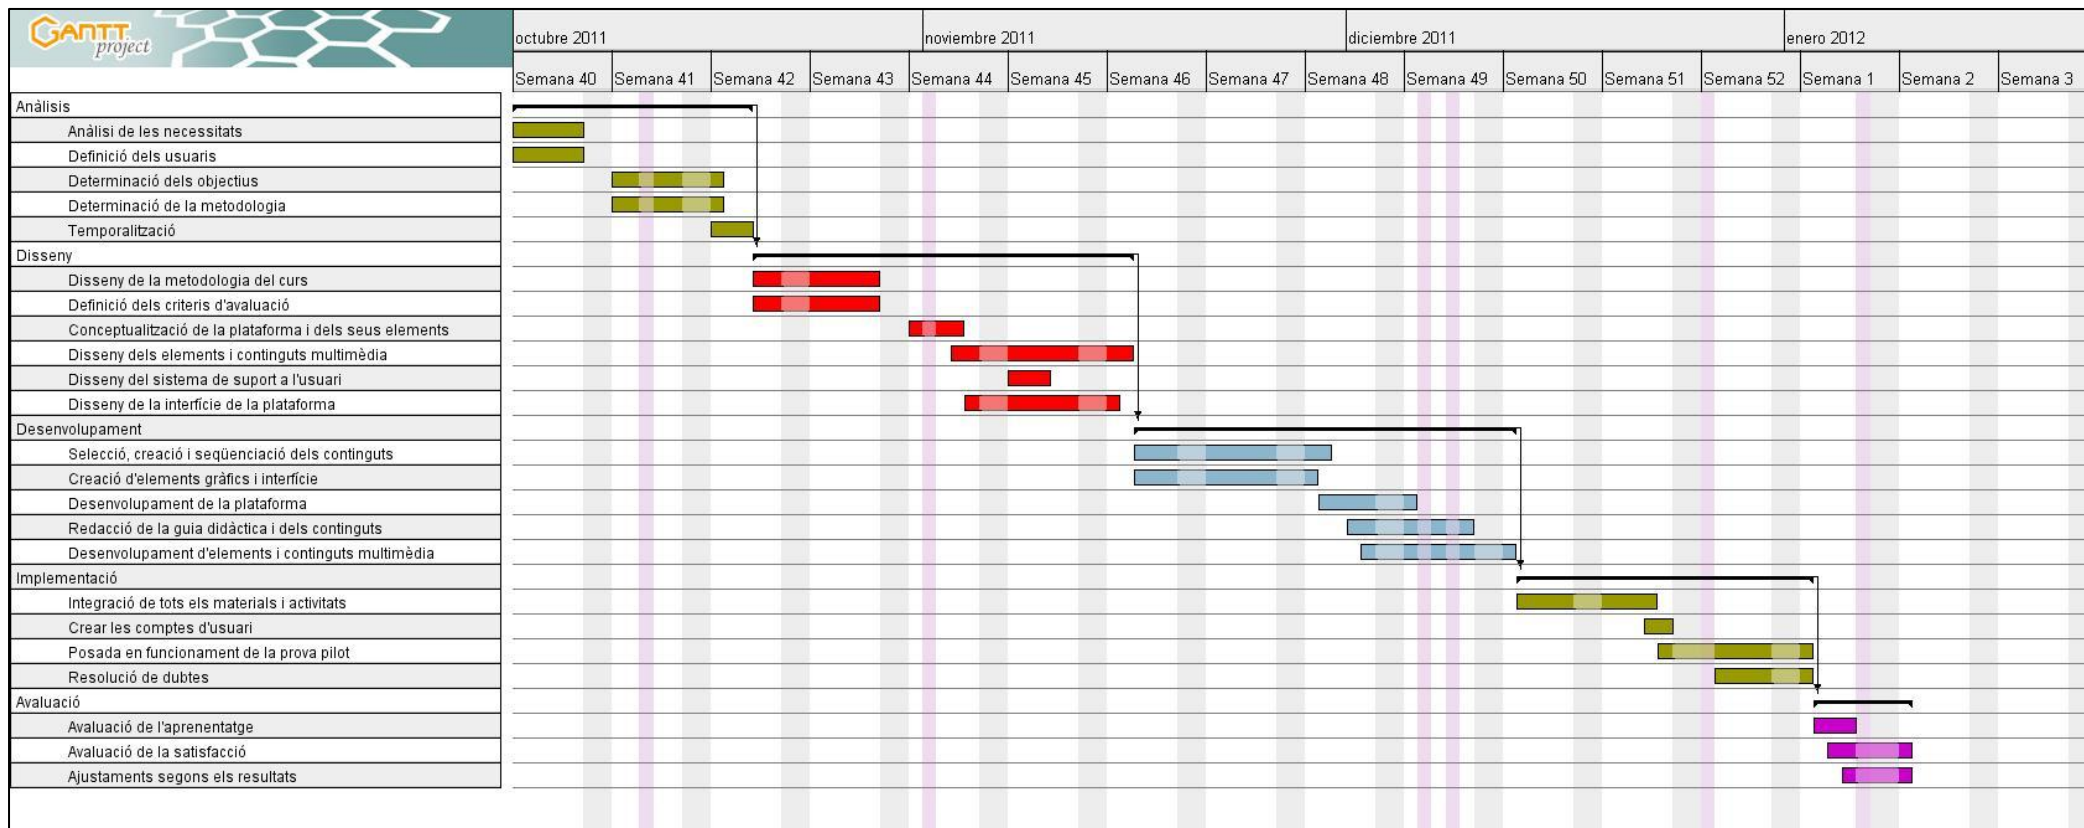 GANTT
project
octubre 2011 noviembre 2011 diciembre 2011 enero 2012
Semana 40 Semana 41 Semana 42 Semana 43 Semana 44 Semana 45 Semana 46 Semana 47 Semana 48 Semana 49 Semana 50 Semana 51 Semana 52 Semana 1 Semana 2 Semana 3
Anàlisis
Anàlisi de les necessitats
Definició dels usuaris
Determinació dels objectius
Determinació de la metodologia
Temporalització
Disseny
Disseny de la metodologia del curs
Definició dels criteris d'avaluació
Conceptualització de la plataforma i dels seus elements
Disseny dels elements i continguts multimèdia
Disseny del sistema de suport a l'usuari
Disseny de la interfície de la plataforma
Desenvolupament
Selecció, creació i seqüenciació dels continguts
Creació d'elements gràfics i interfície
Desenvolupament de la plataforma
Redacció de la guia didàctica i dels continguts
Desenvolupament d'elements i continguts multimèdia
Implementació
Integració de tots els materials i activitats
Crear les comptes d'usuari
Posada en funcionament de la prova pilot
Resolució de dubtes
Avaluació
Avaluació de l'aprenentatge
Avaluació de la satisfacció
Ajustaments segons els resultats